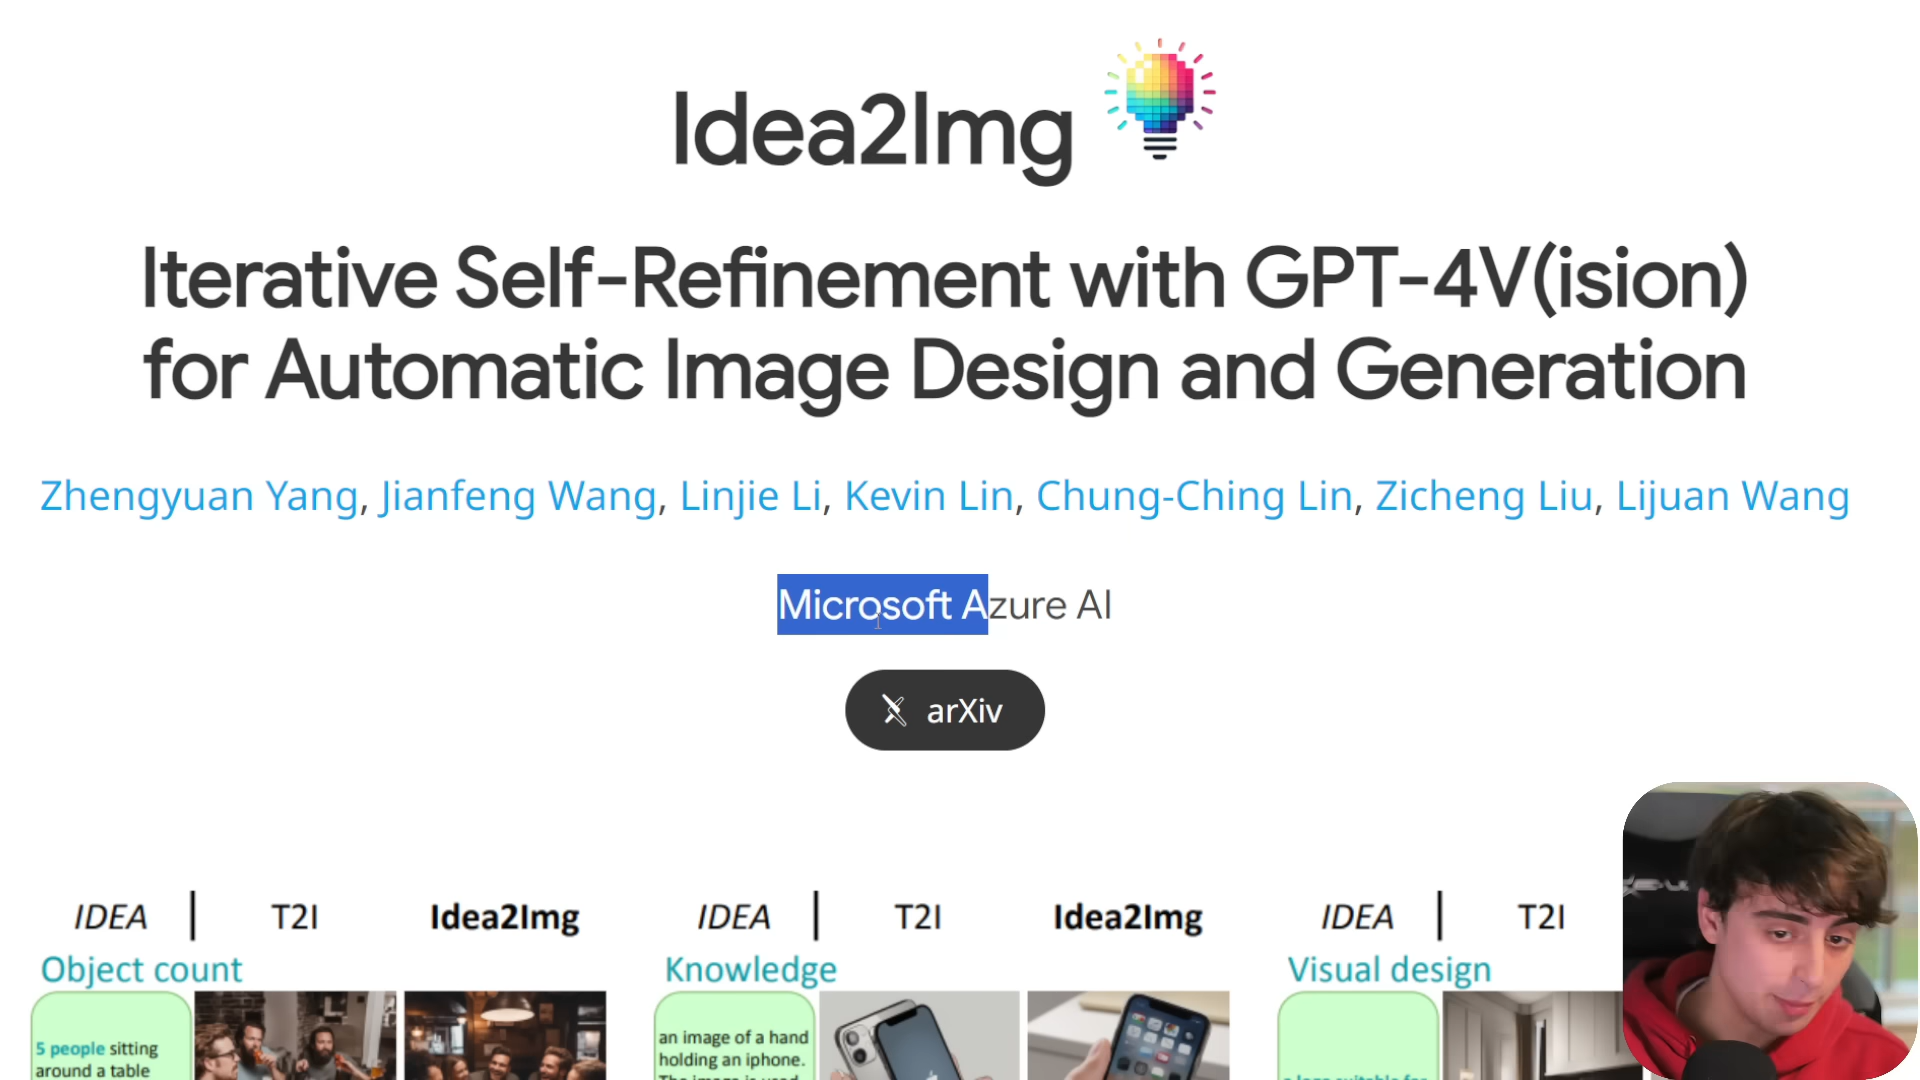 Idea2Img
Iterative Self-Refinement with GPT-4V(ision)
for Automatic Image Design and Generation
Zhengyuan Yang, Jianfeng Wang, Linjie Li, Kevin Lin, Chung-Ching Lin, Zicheng Liu, Lijuan Wang
Microsoft Azure AI
arXiv
IDEA | T2I Idea2Img IDEA | T2I Idea2Img IDEA | T2I
Object count Knowledge Visual design
5 people sitting
around a table
an image of a hand
holding an iphone.